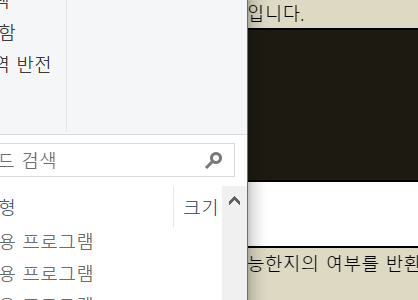 함
역 반전
드 검색
형 크기
용 프로그램
용 프로그램
입니다.
능한지의 여부를 반환